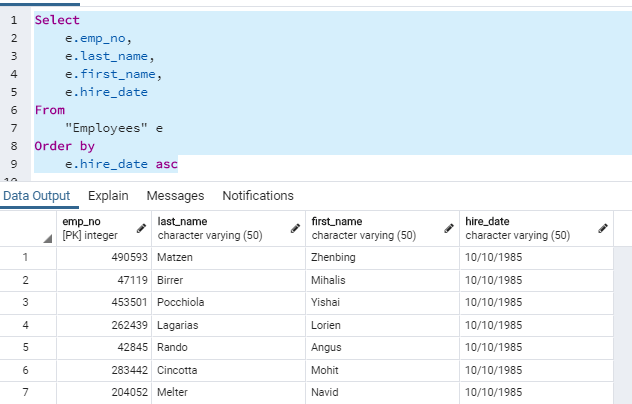 1 Select
2 e.emp_no,
3 e.last_name,
4 e.first_name,
5 e.hire_date
6 From
7 "Employees" e
8 Order by
9 e.hire_date asc
10
Data Output Explain Messages Notifications
emp_no last_name first_name hire_date
[PK] integer character varying (50) character varying (50) character varying (50)
1 490593 Matzen Zhenbing 10/10/1985
2 47119 Birrer Mihalis 10/10/1985
3 453501 Pocchiola Yishai 10/10/1985
4 262439 Lagarias Lorien 10/10/1985
5 42845 Rando Angus 10/10/1985
6 283442 Cincotta Mohit 10/10/1985
7 204052 Melter Navid 10/10/1985